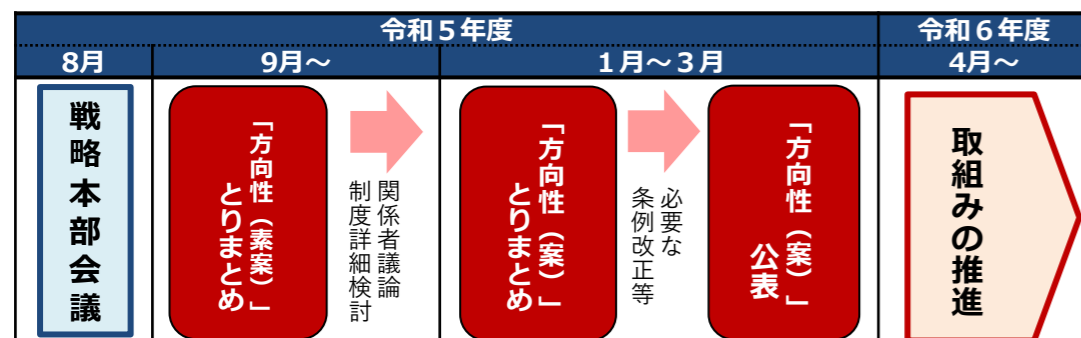 令和５年度
令和６年度
8月
9月～
１月～３月
4月～
戦略本部会議
「方向性（素案）」
とりまとめ
関係者議論
制度詳細検討
「方向性（案）」
とりまとめ
必要な
条例改正等
「方向性（案）」
公表
取組みの推進